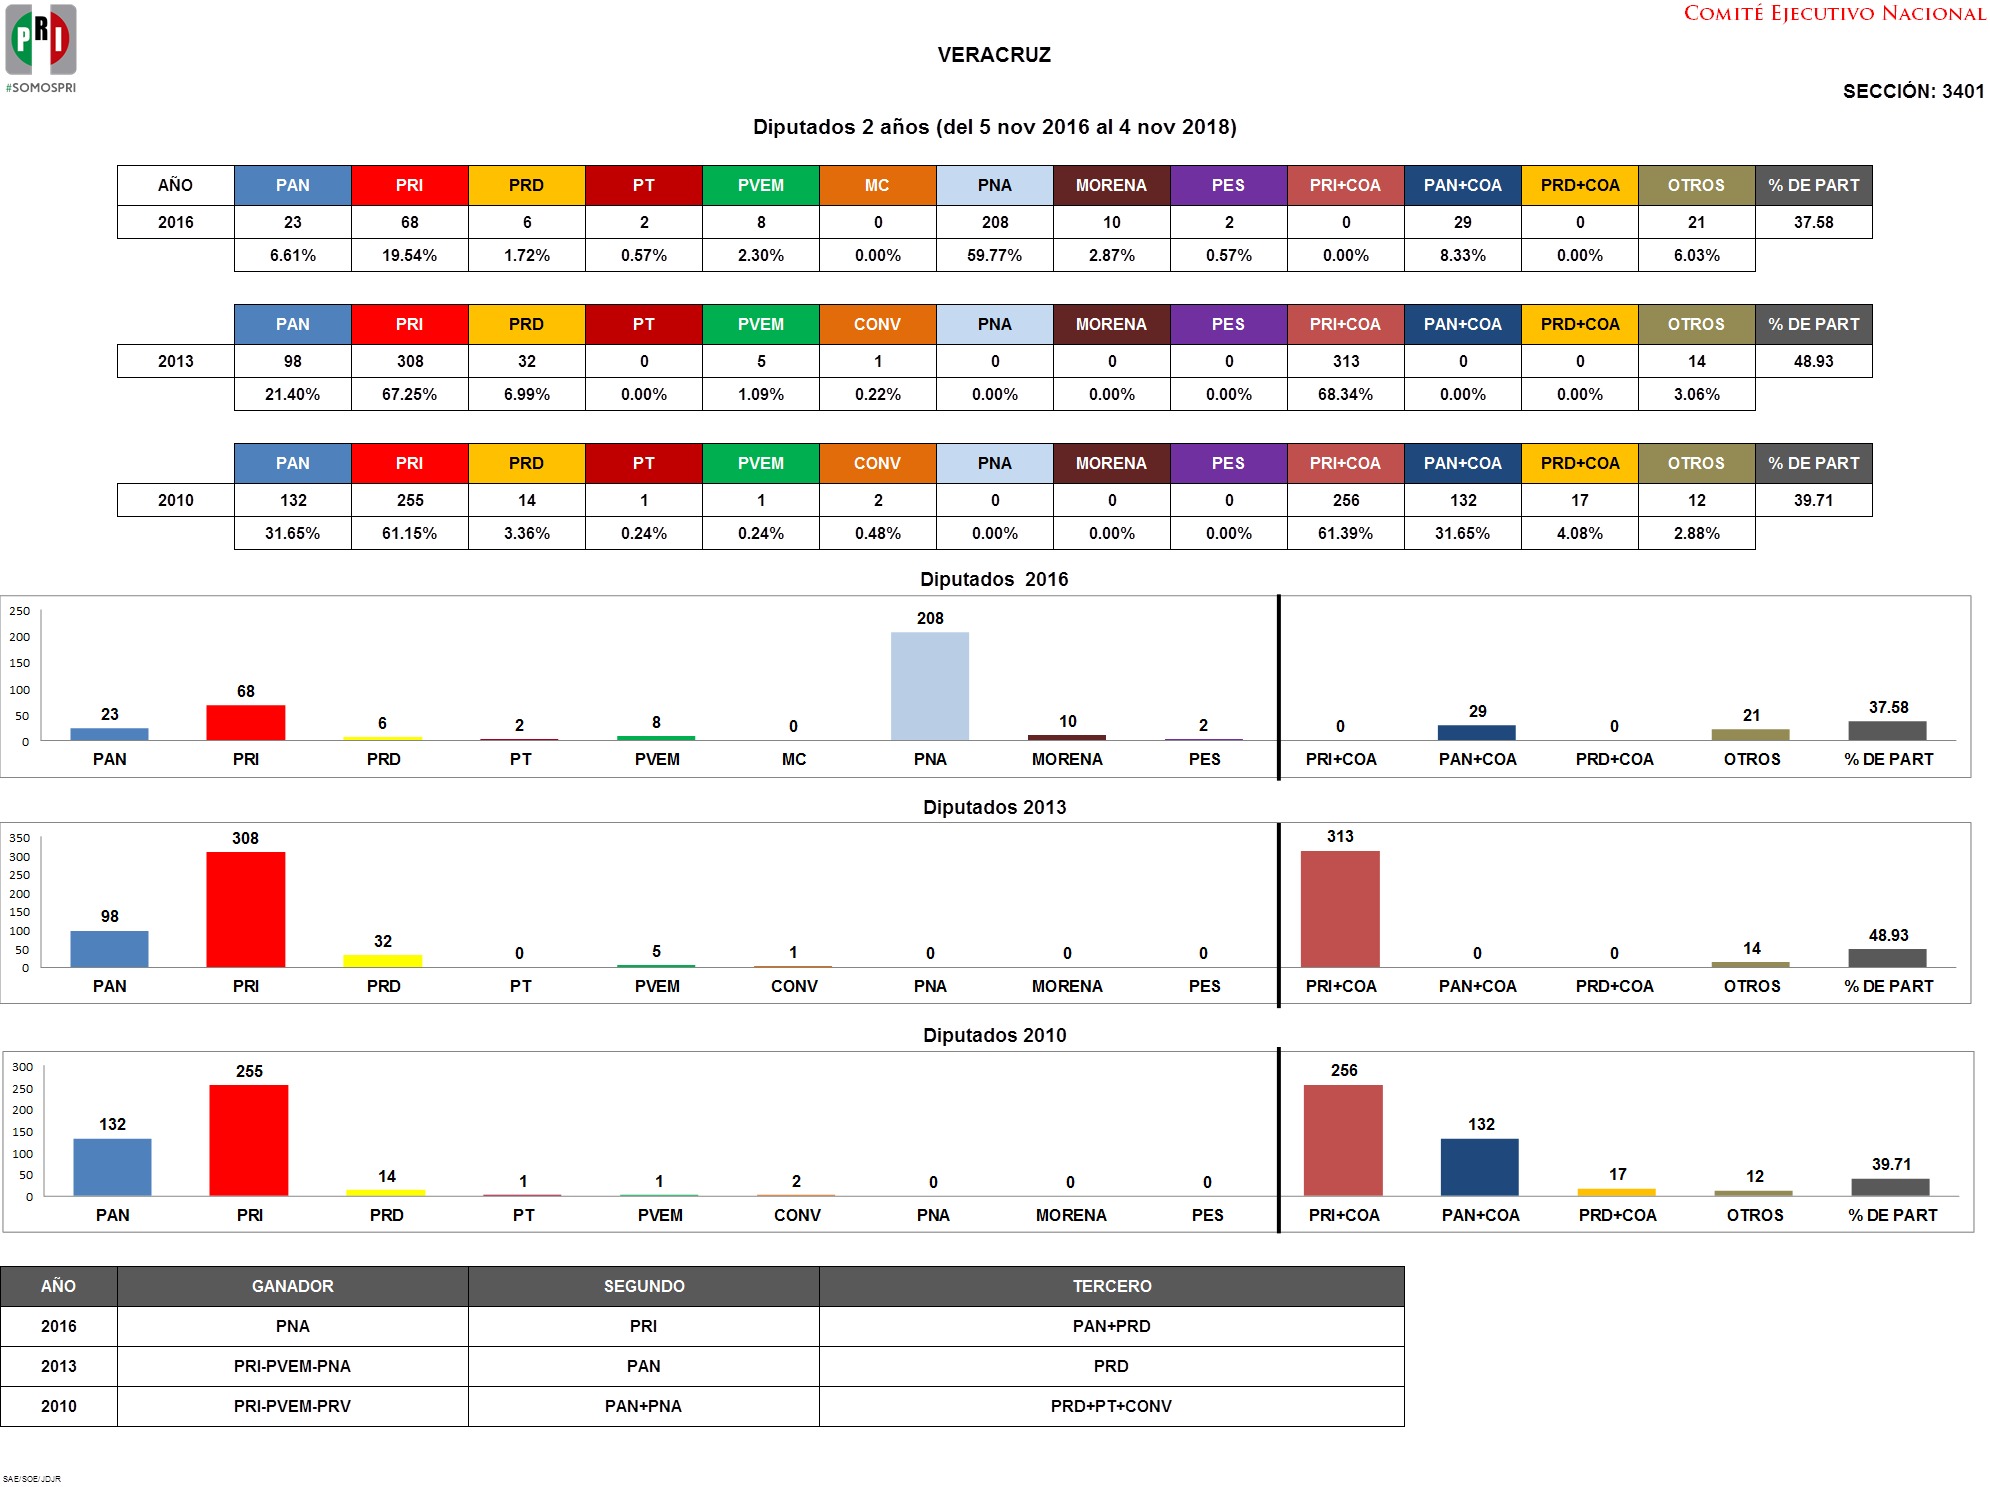 PRI
#SOMOSPRI
COMITÉ EJECUTIVO NACIONAL
VERACRUZ
SECCIÓN: 3401
Diputados 2 años (del 5 nov 2016 al 4 nov 2018)
AÑO PAN PRI PRD PT PVEM MC PNA MORENA PES PRI+COA PAN+COA PRD+COA OTROS % DE PART
2016 23 68 6 2 8 0 208 10 2 0 29 0 21 37.58
6.61% 19.54% 1.72% 0.57% 2.30% 0.00% 59.77% 2.87% 0.57% 0.00% 8.33% 0.00% 6.03%
PAN PRI PRD PT PVEM CONV PNA MORENA PES PRI+COA PAN+COA PRD+COA OTROS % DE PART
2013 98 308 32 0 5 1 0 0 0 313 0 0 14 48.93
21.40% 67.25% 6.99% 0.00% 1.09% 0.22% 0.00% 0.00% 0.00% 68.34% 0.00% 0.00% 3.06%
PAN PRI PRD PT PVEM CONV PNA MORENA PES PRI+COA PAN+COA PRD+COA OTROS % DE PART
2010 132 255 14 1 1 2 0 0 0 256 132 17 12 39.71
31.65% 61.15% 3.36% 0.24% 0.24% 0.48% 0.00% 0.00% 0.00% 61.39% 31.65% 4.08% 2.88%
Diputados 2016
250
200
150
100
50
0
23 68 6 2 8 0 208 10 2 0 29 0 21 37.58
PAN PRI PRD PT PVEM MC PNA MORENA PES PRI+COA PAN+COA PRD+COA OTROS % DE PART
Diputados 2013
350
300
250
200
150
100
50
0
98 308 32 0 5 1 0 0 0 313 0 0 14 48.93
PAN PRI PRD PT PVEM CONV PNA MORENA PES PRI+COA PAN+COA PRD+COA OTROS % DE PART
Diputados 2010
300
250
200
150
100
50
0
132 255 14 1 1 2 0 0 0 256 132 17 12 39.71
PAN PRI PRD PT PVEM CONV PNA MORENA PES PRI+COA PAN+COA PRD+COA OTROS % DE PART
AÑO GANADOR SEGUNDO TERCERO
2016 PNA PRI PAN+PRD
2013 PRI-PVEM-PNA PAN PRD
2010 PRI-PVEM-PRV PAN+PNA PRD+PT+CONV
SAE/SOE/JDJR